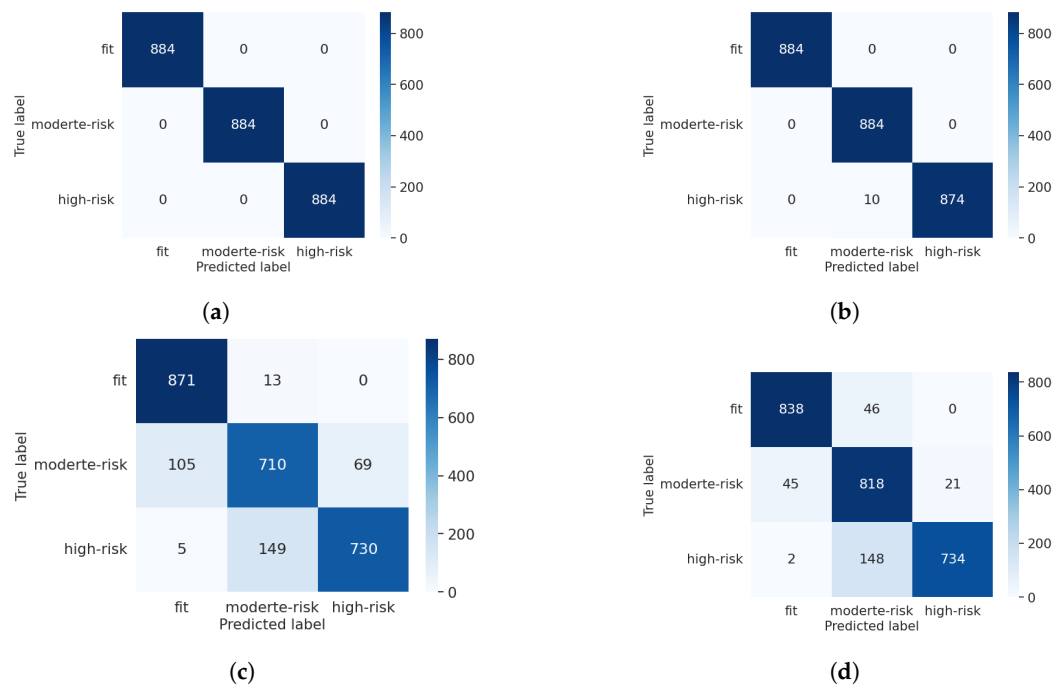 fit 884 0 0
800
600
True label
moderte-risk 0 884 0
400
200
high-risk 0 0 884
0
fit moderte-risk high-risk
Predicted label
(a)
fit 884 0 0
800
600
True label
moderte-risk 0 884 0
400
200
high-risk 0 10 874
0
fit moderte-risk high-risk
Predicted label
(b)
fit 871 13 0
800
600
True label
moderte-risk 105 710 69
400
200
high-risk 5 149 730
0
fit moderte-risk high-risk
Predicted label
(c)
fit 838 46 0
800
600
True label
moderte-risk 45 818 21
400
200
high-risk 2 148 734
0
fit moderte-risk high-risk
Predicted label
(d)